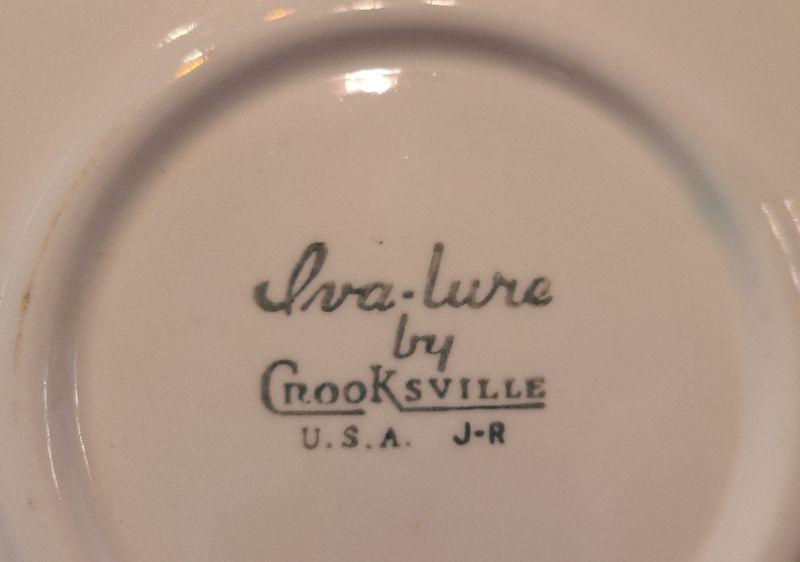 Iva-lure
by
CROOKSVILLE
U.S.A. J-R